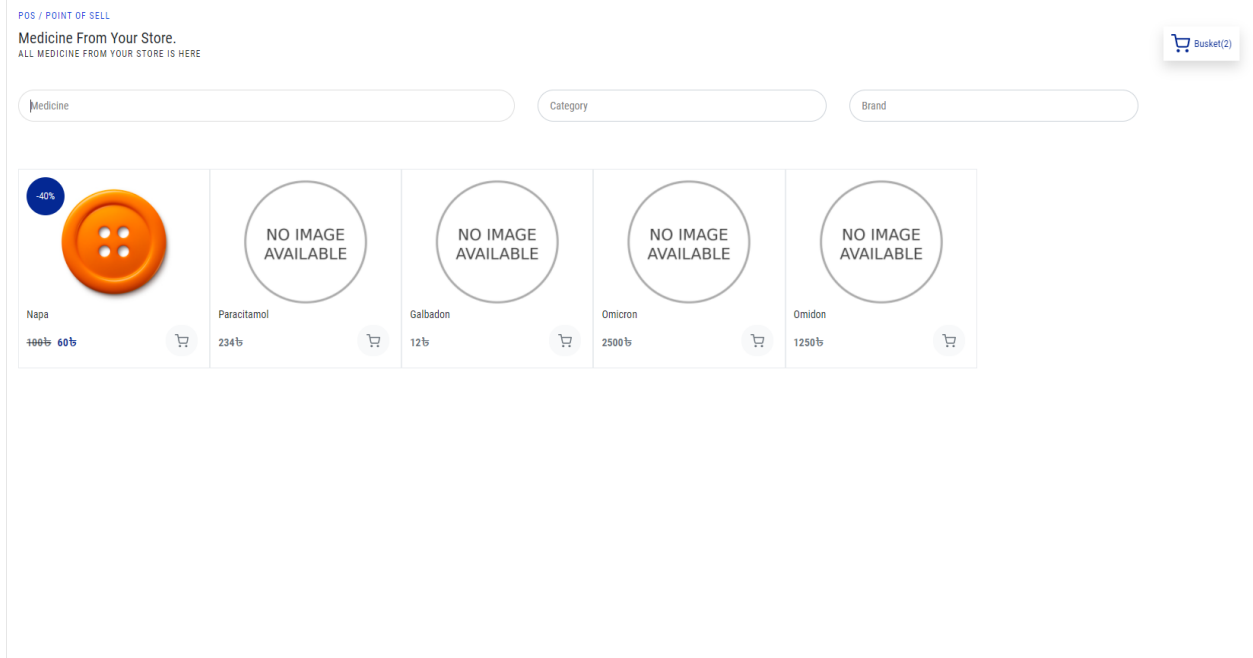 POS / POINT OF SELL
Medicine From Your Store.
ALL MEDICINE FROM YOUR STORE IS HERE
Basket(2)
Medicine
Category
Brand
-40%
NO IMAGE
AVAILABLE
NO IMAGE
AVAILABLE
NO IMAGE
AVAILABLE
NO IMAGE
AVAILABLE
Napa
Paracitamol
Galbadon
Omicron
Omidon
100৳ 60৳
234৳
12৳
2500৳
1250৳